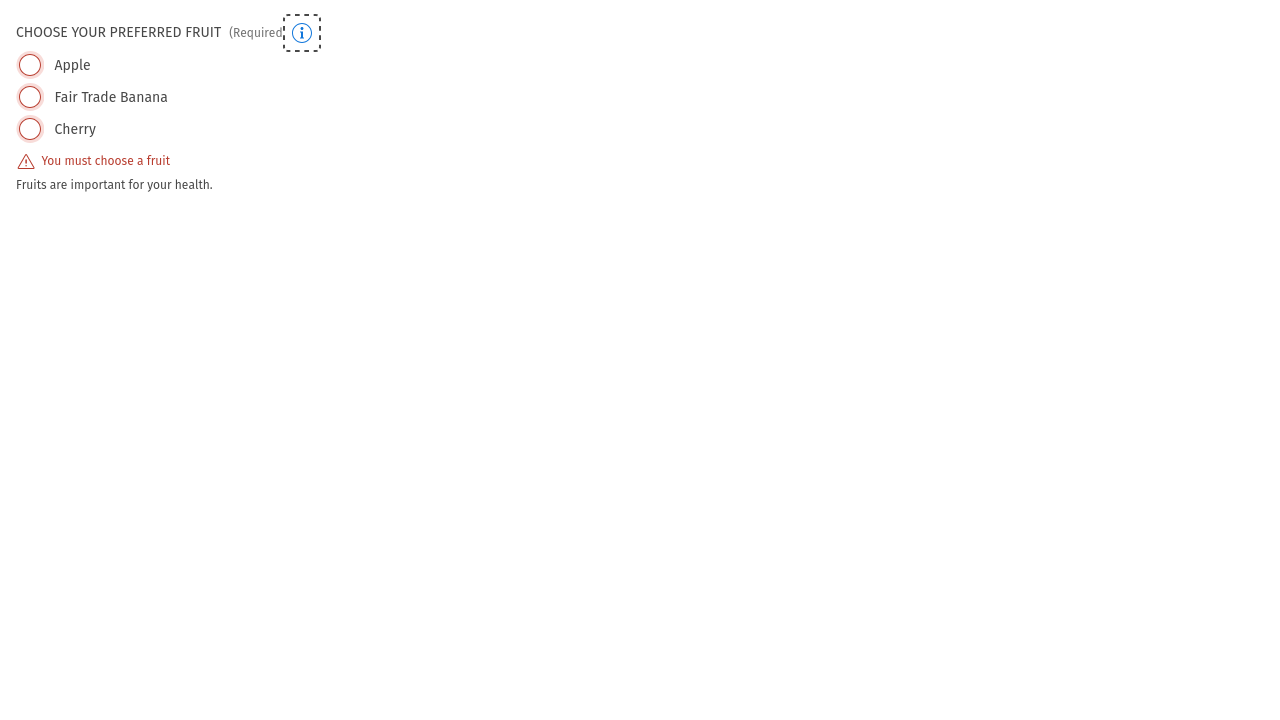 CHOOSE YOUR PREFERRED FRUIT (Required
Apple
Fair Trade Banana
Cherry
You must choose a fruit
Fruits are important for your health.